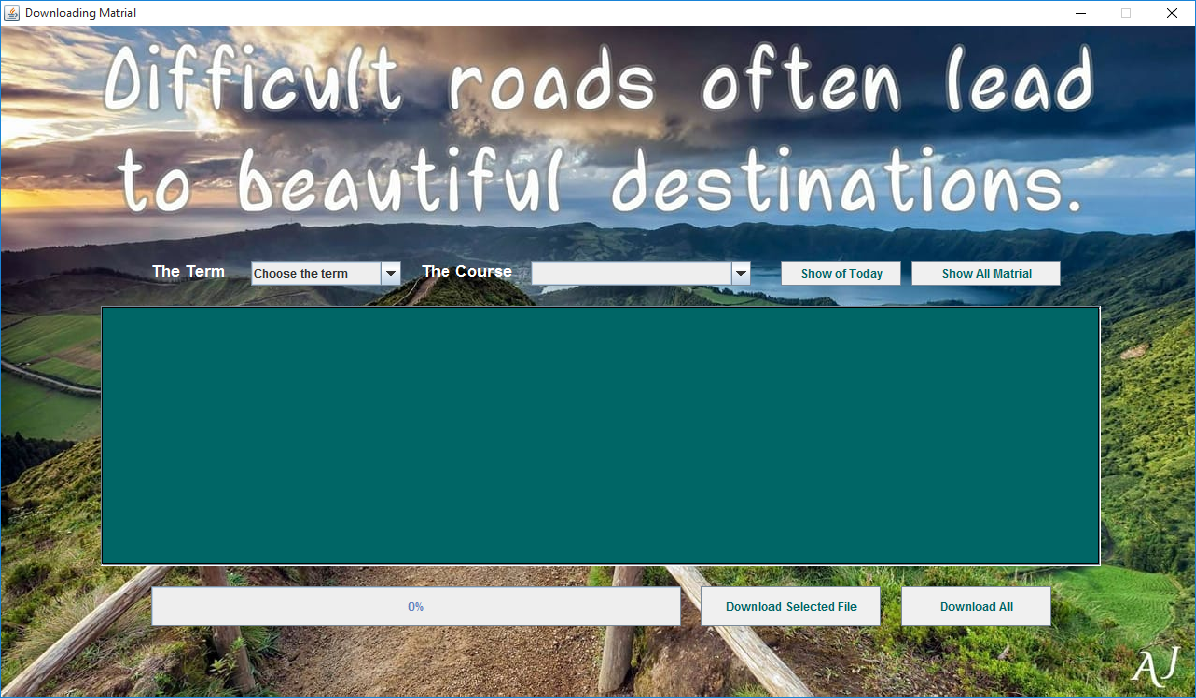 Downloading Matrial
Difficult roads often lead
to beautiful destinations.
The Term Choose the term The Course Show of Today Show All Matrial
0% Download Selected File Download All
AJ